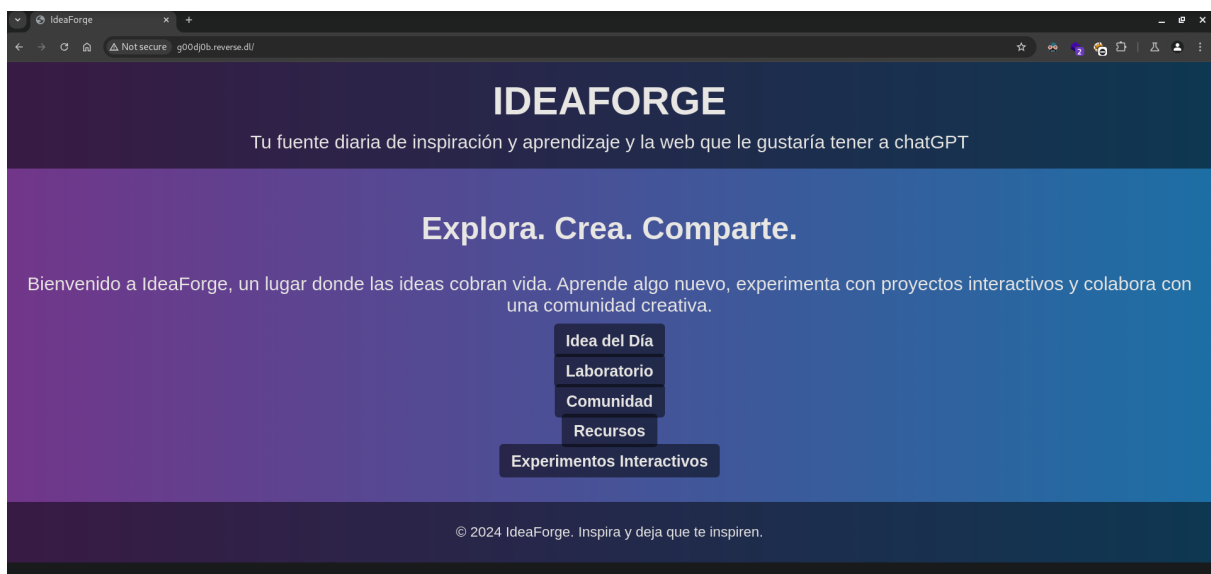 IdeaForge
Not secure g00dj0b.reverse.dl/
2
IDEAFORGE
Tu fuente diaria de inspiración y aprendizaje y la web que le gustaría tener a chatGPT
Explora. Crea. Comparte.
Bienvenido a IdeaForge, un lugar donde las ideas cobran vida. Aprende algo nuevo, experimenta con proyectos interactivos y colabora con
una comunidad creativa.
Idea del Día
Laboratorio
Comunidad
Recursos
Experimentos Interactivos
© 2024 IdeaForge. Inspira y deja que te inspiren.